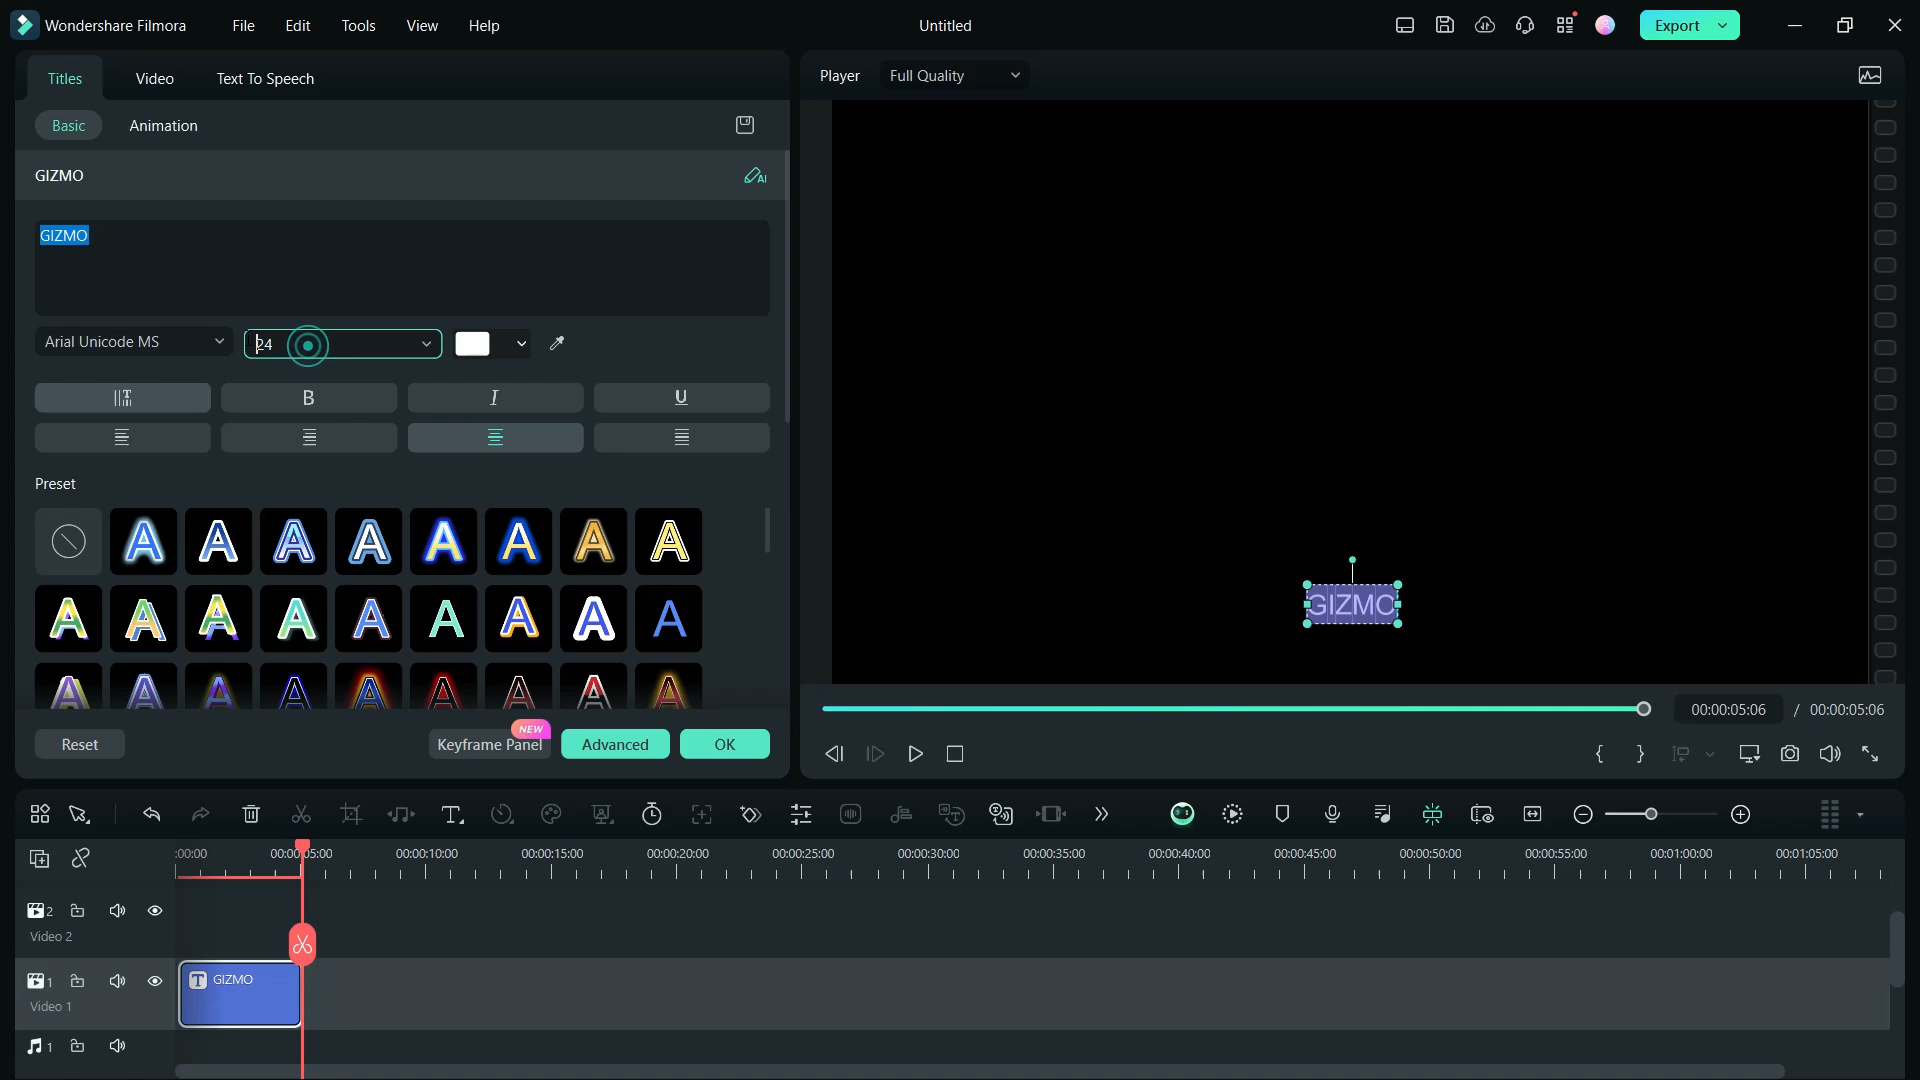 Wondershare Filmora File Edit Tools View Help Untitled Export
Titles Video Text To Speech
Player Full Quality
Basic Animation
GIZMO
AI
GIZMO
Arial Unicode MS 24
B I U
Preset
A A A A A A A A
A A A A A A A A A
A A A A A A A A A
GIZMO
Reset NEW Keyframe Panel Advanced OK
00:00:05:06 / 00:00:05:06
{ }
:00:00 00:00:05:00 00:00:10:00 00:00:15:00 00:00:20:00 00:00:25:00 00:00:30:00 00:00:35:00 00:00:40:00 00:00:45:00 00:00:50:00 00:00:55:00 00:01:00:00 00:01:05:00
2
Video 2
1
Video 1
T GIZMO
1